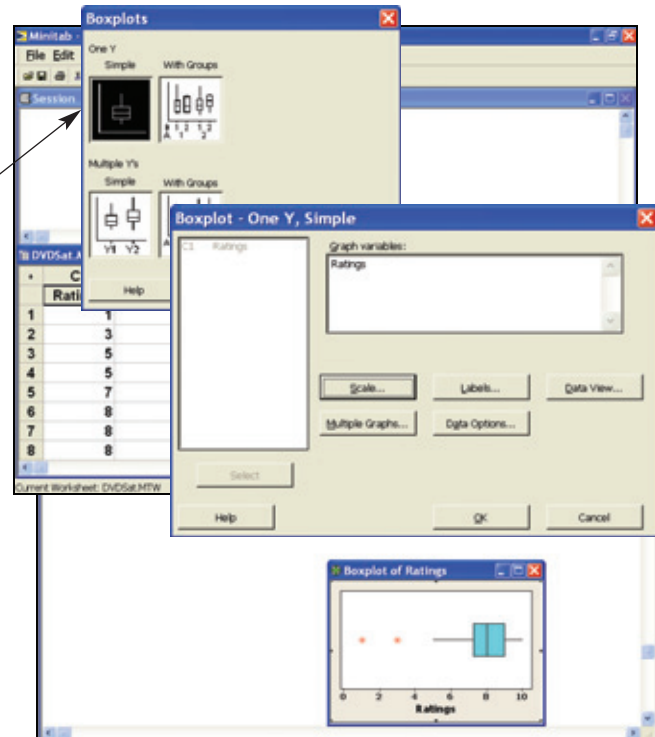 Boxplots
Minitab -
File Edit
One Y
Simple With Groups
Session
Multiple Y's
Simple With Groups
Y1 Y2
Help
Boxplot - One Y, Simple
C1 Ratings
Graph variables:
Ratings
Scale... Labels... Data View...
Multiple Graphs... Data Options...
Select
Help OK Cancel
DVDSat.M
C
Ratin
1 1
2 3
3 5
4 5
5 7
6 8
7 8
8 8
Current Worksheet: DVDSat.MTW
Boxplot of Ratings
0 2 4 6 8 10
Ratings